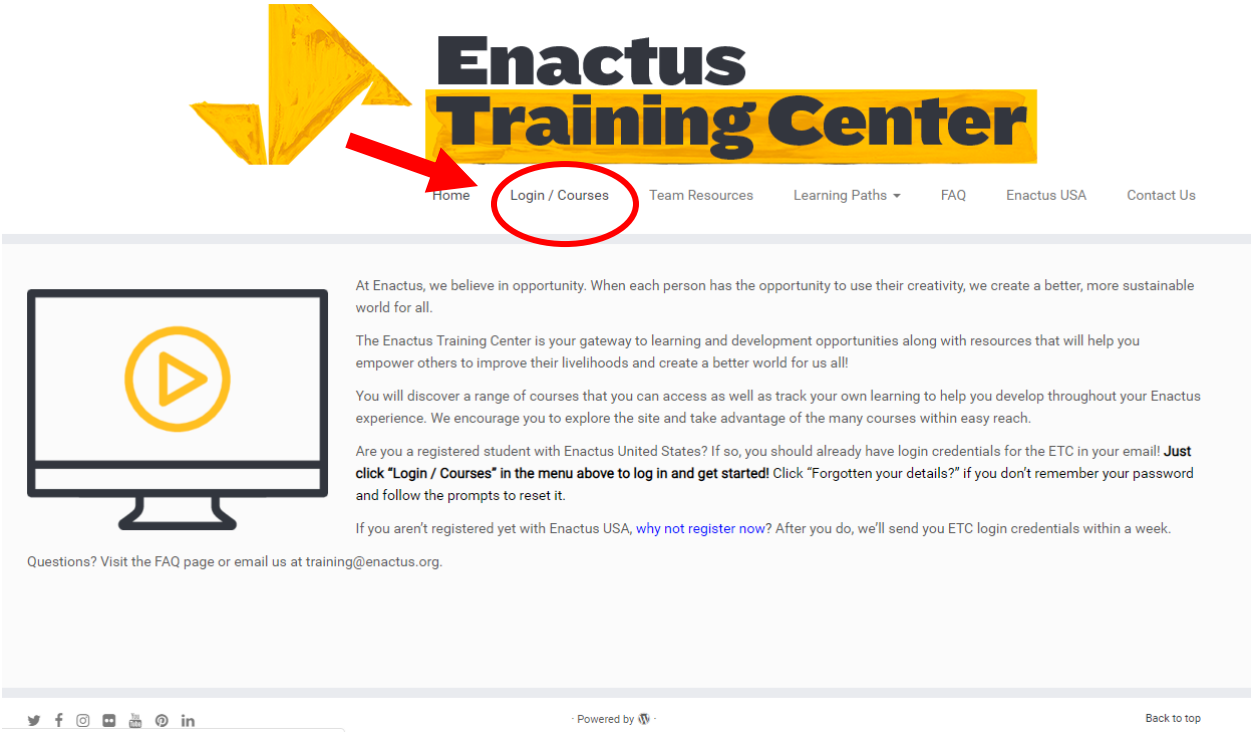 Enactus
Training Center
Home Login / Courses Team Resources Learning Paths FAQ Enactus USA Contact Us
At Enactus, we believe in opportunity. When each person has the opportunity to use their creativity, we create a better, more sustainable
world for all.
The Enactus Training Center is your gateway to learning and development opportunities along with resources that will help you
empower others to improve their livelihoods and create a better world for us all!
You will discover a range of courses that you can access as well as track your own learning to help you develop throughout your Enactus
experience. We encourage you to explore the site and take advantage of the many courses within easy reach.
Are you a registered student with Enactus United States? If so, you should already have login credentials for the ETC in your email! Just
click “Login / Courses” in the menu above to log in and get started! Click “Forgotten your details?” if you don’t remember your password
and follow the prompts to reset it.
If you aren’t registered yet with Enactus USA, why not register now? After you do, we’ll send you ETC login credentials within a week.
Questions? Visit the FAQ page or email us at training@enactus.org.
· Powered by ·
Back to top